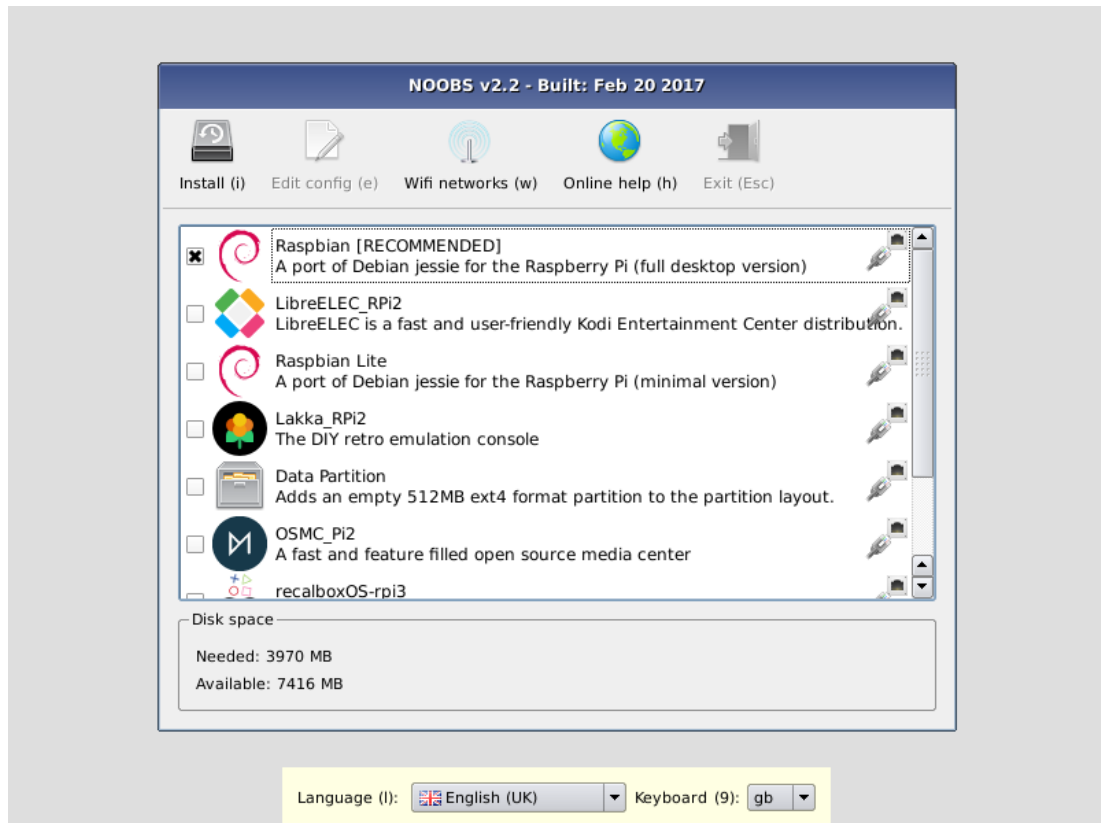 NOOBS v2.2 - Built: Feb 20 2017
Install (i) Edit config (e) Wifi networks (w) Online help (h) Exit (Esc)
Raspbian [RECOMMENDED]
A port of Debian jessie for the Raspberry Pi (full desktop version)
LibreELEC_RPi2
LibreELEC is a fast and user-friendly Kodi Entertainment Center distribution.
Raspbian Lite
A port of Debian jessie for the Raspberry Pi (minimal version)
Lakka_RPi2
The DIY retro emulation console
Data Partition
Adds an empty 512MB ext4 format partition to the partition layout.
OSMC_Pi2
A fast and feature filled open source media center
recalboxOS-rpi3
Disk space
Needed: 3970 MB
Available: 7416 MB
Language (l): English (UK) Keyboard (9): gb